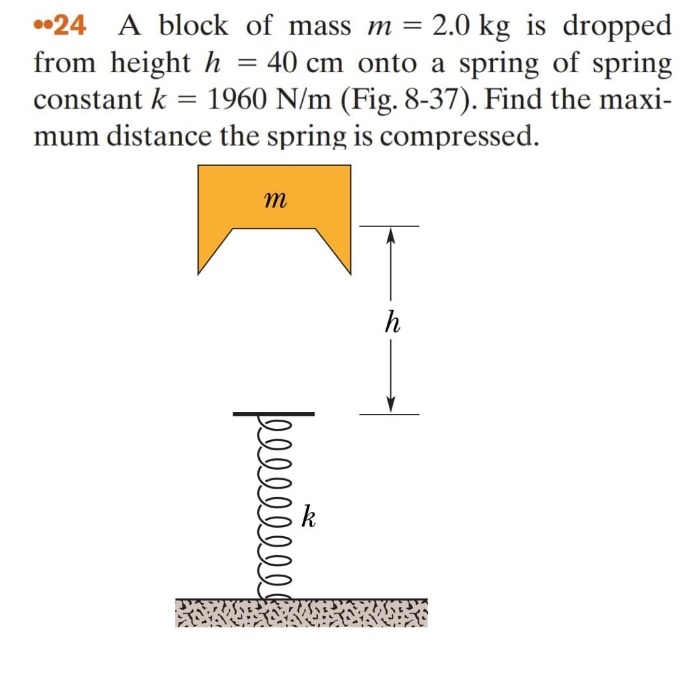 ••24 A block of mass m = 2.0 kg is dropped
from height h = 40 cm onto a spring of spring
constant k = 1960 N/m (Fig. 8-37). Find the maxi-
mum distance the spring is compressed.
m
h
k